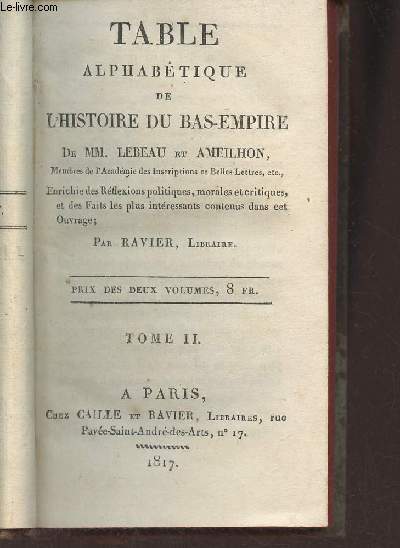 Le-livre.com
TABLE
ALPHABÉTIQUE
DE
L'HISTOIRE DU BAS-EMPIRE
DE MM. LEBEAU ET AMEILHON,
Membres de l'Académie des Inscriptions et Belles-Lettres, etc.,
Enrichie des Réflexions politiques, morales et critiques,
et des Faits les plus intéressants contenus dans cet
Ouvrage;
PAR RAVIER, LIBRAIRE.
PRIX DES DEUX VOLUMES, 8 FR.
TOME II.
A PARIS,
CHEZ CAILLE ET RAVIER, LIBRAIRES, rue
Pavée-Saint-André-des-Arts, n° 17.
1817.